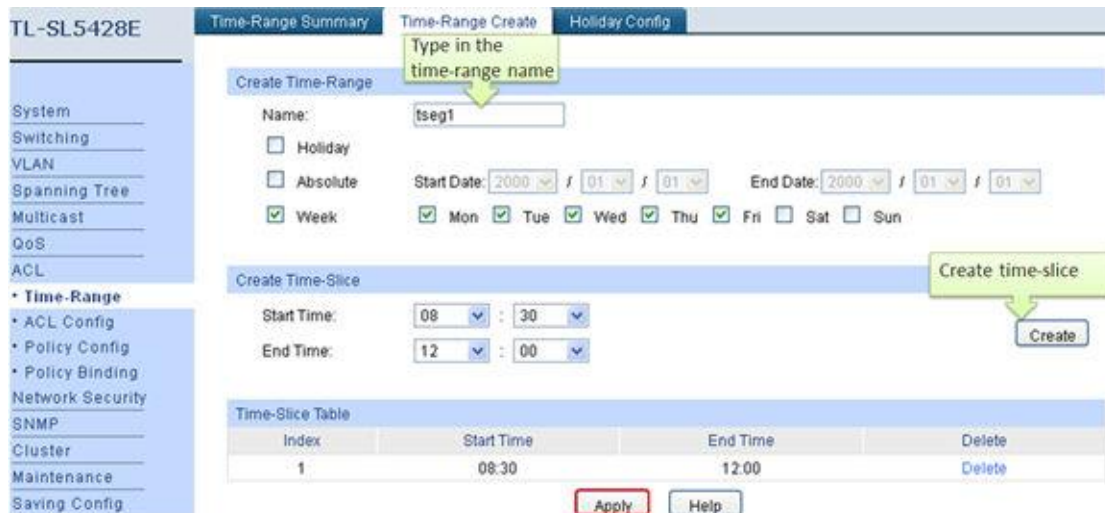 TL-SL5428E
Time-Range Summary
Time-Range Create
Holiday Config
Type in the
time-range name
Create Time-Range
Name:
tseg1
Holiday
Absolute
Start Date: 2000 / 01 / 01
End Date: 2000 / 01 / 01
Week
Mon Tue Wed Thu Fri Sat Sun
Create Time-Slice
Create time-slice
Start Time: 08 : 30
Create
End Time: 12 : 00
Time-Slice Table
Index Start Time End Time Delete
1 08:30 12:00 Delete
Apply Help
System
Switching
VLAN
Spanning Tree
Multicast
QoS
ACL
• Time-Range
• ACL Config
• Policy Config
• Policy Binding
Network Security
SNMP
Cluster
Maintenance
Saving Config